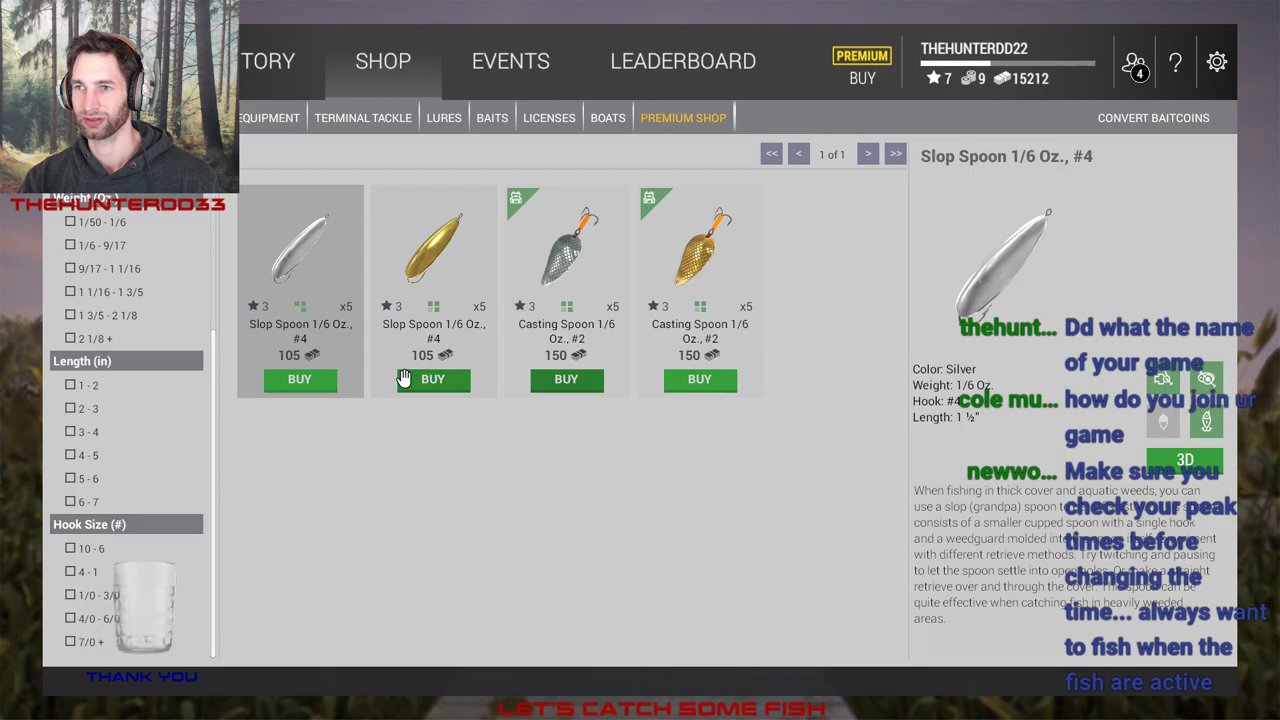 TORY SHOP EVENTS LEADERBOARD
PREMIUM
BUY
THEHUNTERDD22
7 9 15212
4
?
EQUIPMENT TERMINAL TACKLE LURES BAITS LICENSES BOATS PREMIUM SHOP
CONVERT BAITCOINS
<< < 1 of 1 > >>
THEHUNTERDD33
Weight (Oz.)
1/50 - 1/6
1/6 - 9/17
9/17 - 1 1/16
1 1/16 - 1 3/5
1 3/5 - 2 1/8
2 1/8 +
Length (in)
1 - 2
2 - 3
3 - 4
4 - 5
5 - 6
6 - 7
Hook Size (#)
10 - 6
4 - 1
1/0 - 3/0
4/0 - 6/0
7/0 +
THANK YOU
3 x5
Slop Spoon 1/6 Oz.,
#4
105
BUY
3 x5
Slop Spoon 1/6 Oz.,
#4
105
BUY
3 x5
Casting Spoon 1/6
Oz., #2
150
BUY
3 x5
Casting Spoon 1/6
Oz., #2
150
BUY
Slop Spoon 1/6 Oz., #4
Color: Silver
Weight: 1/6 Oz.
Hook: #4
Length: 1 ½"
3D
When fishing in thick cover and aquatic weeds, you can
use a slop (grandpa) spoon
consists of a smaller cupped spoon with a single hook
and a weedguard molded
with different retrieve methods. Try twitching and pausing
to let the spoon settle into open holes. Or make a straight
retrieve over and through the cover. This spoon can be
quite effective when catching fish in heavily weeded
areas.
thehunt... Dd what the name
of your game
cole mu... how do you join ur
game
newwo... Make sure you
check your peak
times before
changing the
time... always want
to fish when the
fish are active
LET'S CATCH SOME FISH